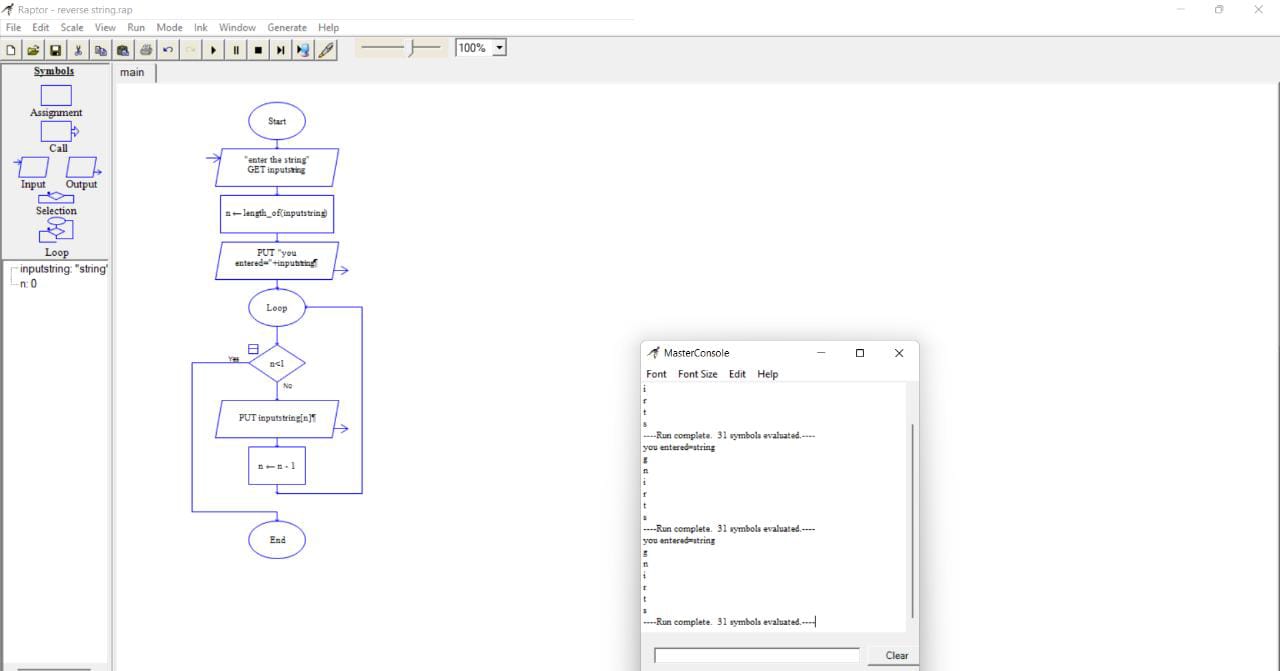 Raptor - reverse string.rap
File Edit Scale View Run Mode Ink Window Generate Help
100%
Symbols
Assignment
Call
Input Output
Selection
Loop
inputstring: "string"
n: 0
main
Start
"enter the string"
GET inputstring
n ← length_of(inputstring)
PUT "you
entered="+inputstring¶
Loop
Yes
n<1
No
PUT inputstring[n]¶
n ← n - 1
End
MasterConsole
Font Font Size Edit Help
i
r
t
s
----Run complete. 31 symbols evaluated.----
you entered=string
g
n
i
r
t
s
----Run complete. 31 symbols evaluated.----
you entered=string
g
n
i
r
t
s
----Run complete. 31 symbols evaluated.----
Clear